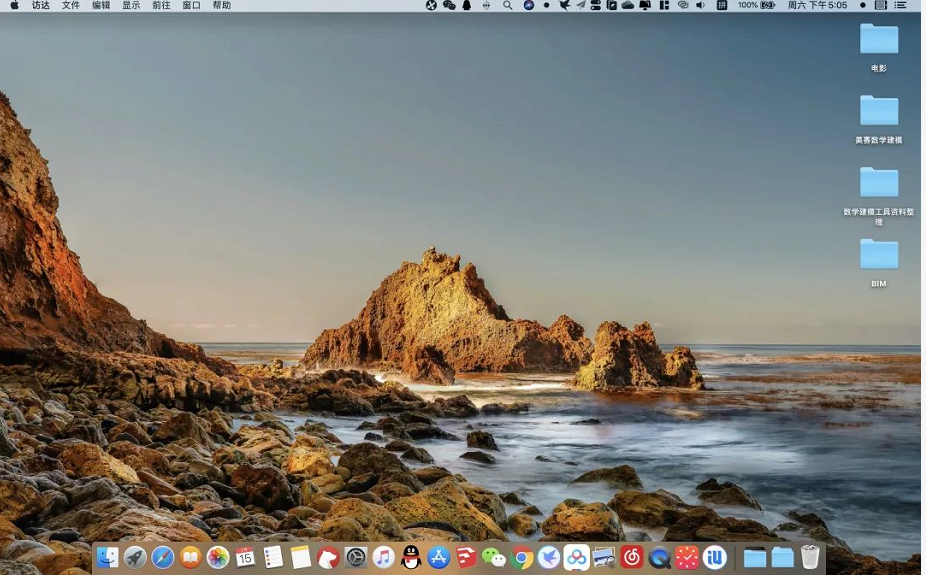 访达 文件 编辑 显示 前往 窗口 帮助
100% 周六 下午5:05
电影
美赛数学建模
数学建模工具资料整
理
BIM
15
iU